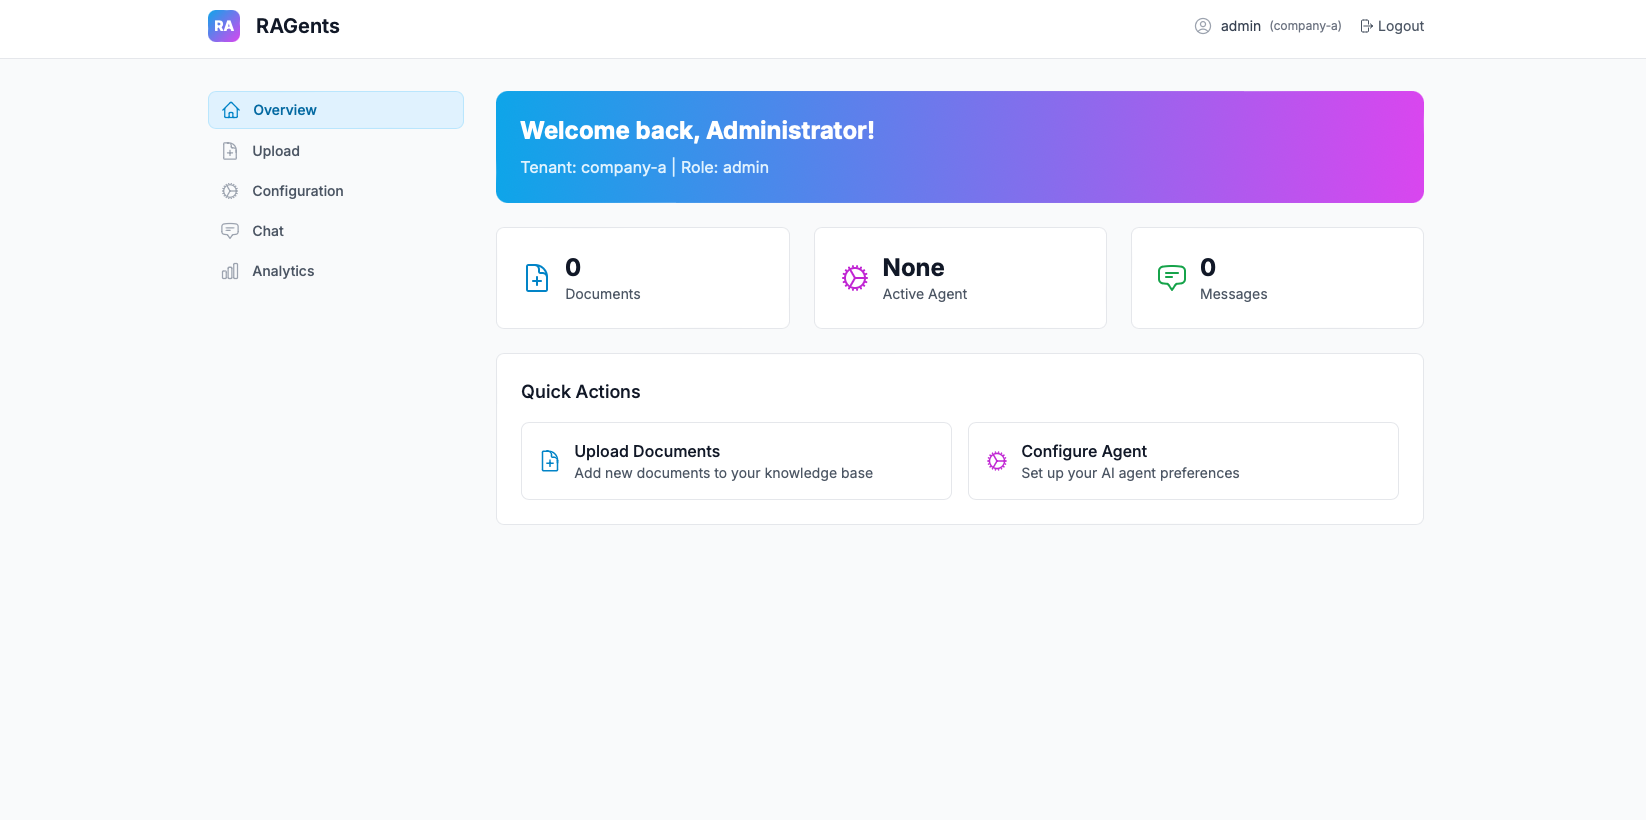 RA
RAGents
admin (company-a) Logout
Overview
Upload
Configuration
Chat
Analytics
Welcome back, Administrator!
Tenant: company-a | Role: admin
0
Documents
None
Active Agent
0
Messages
Quick Actions
Upload Documents
Add new documents to your knowledge base
Configure Agent
Set up your AI agent preferences